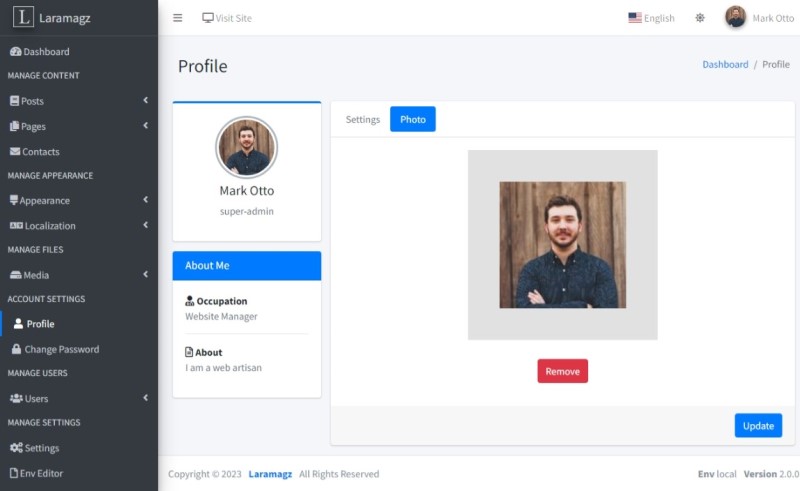 L Laramagz
Visit Site
English
Mark Otto
Dashboard
MANAGE CONTENT
Posts
Pages
Contacts
MANAGE APPEARANCE
Appearance
Localization
MANAGE FILES
Media
ACCOUNT SETTINGS
Profile
Change Password
MANAGE USERS
Users
MANAGE SETTINGS
Settings
Env Editor
Profile
Dashboard / Profile
Mark Otto
super-admin
About Me
Occupation
Website Manager
About
I am a web artisan
Settings Photo
Remove
Update
Copyright © 2023 Laramagz All Rights Reserved
Env local Version 2.0.0